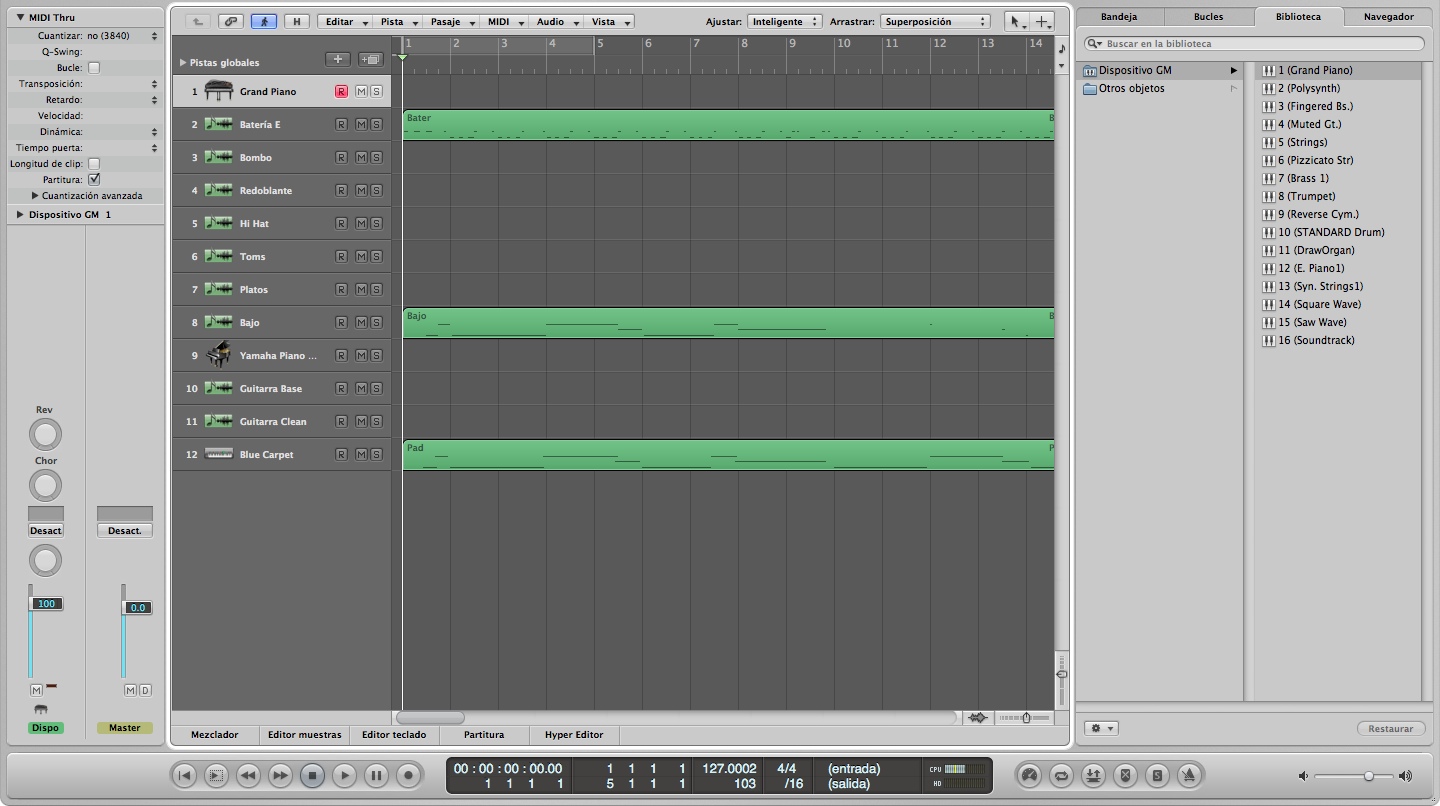 MIDI Thru
Cuantizar: no (3840)
Q-Swing:
Bucle:
Transposición:
Retardo:
Velocidad:
Dinámica:
Tiempo puerta:
Longitud de clip:
Partitura:
Cuantización avanzada
Dispositivo GM 1
Rev
Chor
Desact
Desact.
100
0.0
M
M D
Dispo
Master
H
Editar
Pista
Pasaje
MIDI
Audio
Vista
Ajustar: Inteligente
Arrastrar: Superposición
Pistas globales
1 2 3 4 5 6 7 8 9 10 11 12 13 14
1 Grand Piano R M S
2 Batería E R M S
3 Bombo R M S
4 Redoblante R M S
5 Hi Hat R M S
6 Toms R M S
7 Platos R M S
8 Bajo R M S
9 Yamaha Piano ... R M S
10 Guitarra Base R M S
11 Guitarra Clean R M S
12 Blue Carpet R M S
Bater B
Bajo B
Pad P
Mezclador
Editor muestras
Editor teclado
Partitura
Hyper Editor
Bandeja
Bucles
Biblioteca
Navegador
Buscar en la biblioteca
Dispositivo GM
Otros objetos
1 (Grand Piano)
2 (Polysynth)
3 (Fingered Bs.)
4 (Muted Gt.)
5 (Strings)
6 (Pizzicato Str)
7 (Brass 1)
8 (Trumpet)
9 (Reverse Cym.)
10 (STANDARD Drum)
11 (DrawOrgan)
12 (E. Piano1)
13 (Syn. Strings1)
14 (Square Wave)
15 (Saw Wave)
16 (Soundtrack)
Restaurar
00 : 00 : 00 : 00.00 1 1 1 1 127.0002 4/4 (entrada) CPU
1 1 1 1 5 1 1 1 103 /16 (salida) HD
S